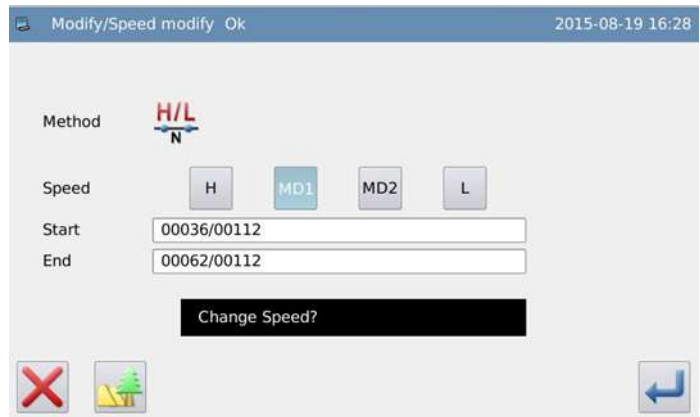 Modify/Speed modify Ok 2015-08-19 16:28
Method H/L
N
Speed H MD1 MD2 L
Start 00036/00112
End 00062/00112
Change Speed?